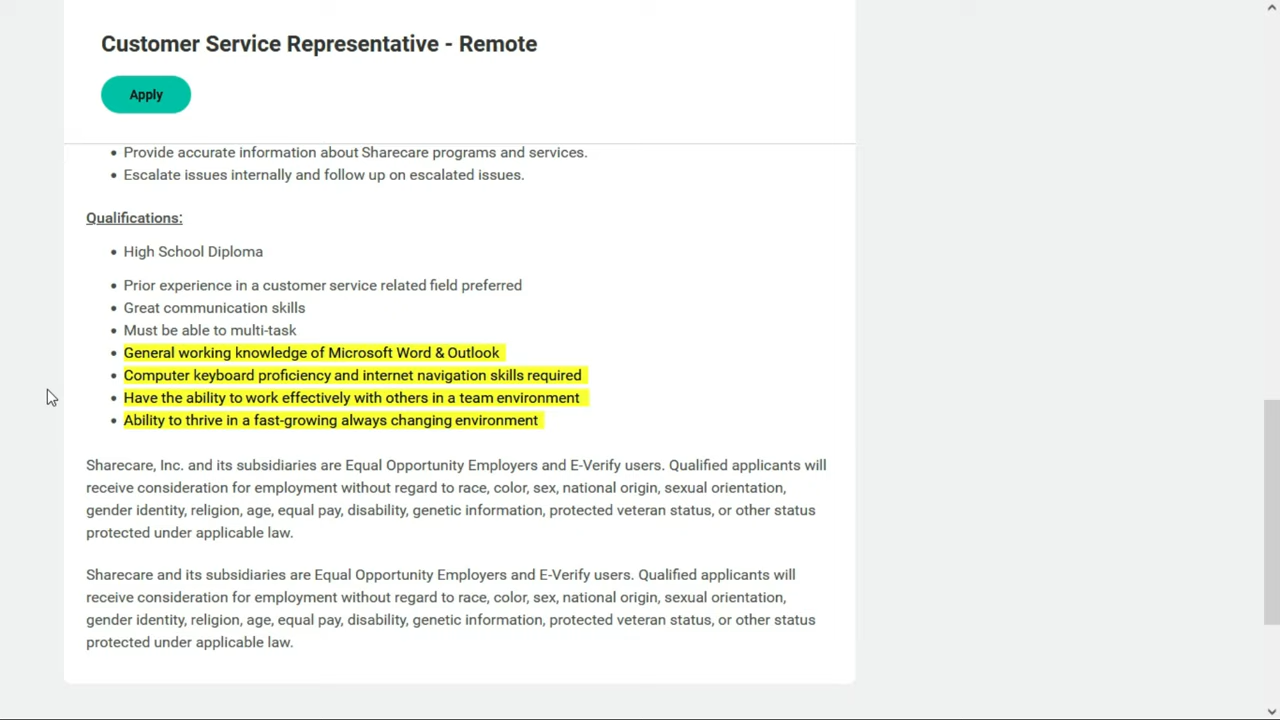 Customer Service Representative - Remote
Apply
• Provide accurate information about Sharecare programs and services.
• Escalate issues internally and follow up on escalated issues.
Qualifications:
• High School Diploma
• Prior experience in a customer service related field preferred
• Great communication skills
• Must be able to multi-task
• General working knowledge of Microsoft Word & Outlook
• Computer keyboard proficiency and internet navigation skills required
• Have the ability to work effectively with others in a team environment
• Ability to thrive in a fast-growing always changing environment
Sharecare, Inc. and its subsidiaries are Equal Opportunity Employers and E-Verify users. Qualified applicants will
receive consideration for employment without regard to race, color, sex, national origin, sexual orientation,
gender identity, religion, age, equal pay, disability, genetic information, protected veteran status, or other status
protected under applicable law.
Sharecare and its subsidiaries are Equal Opportunity Employers and E-Verify users. Qualified applicants will
receive consideration for employment without regard to race, color, sex, national origin, sexual orientation,
gender identity, religion, age, equal pay, disability, genetic information, protected veteran status, or other status
protected under applicable law.